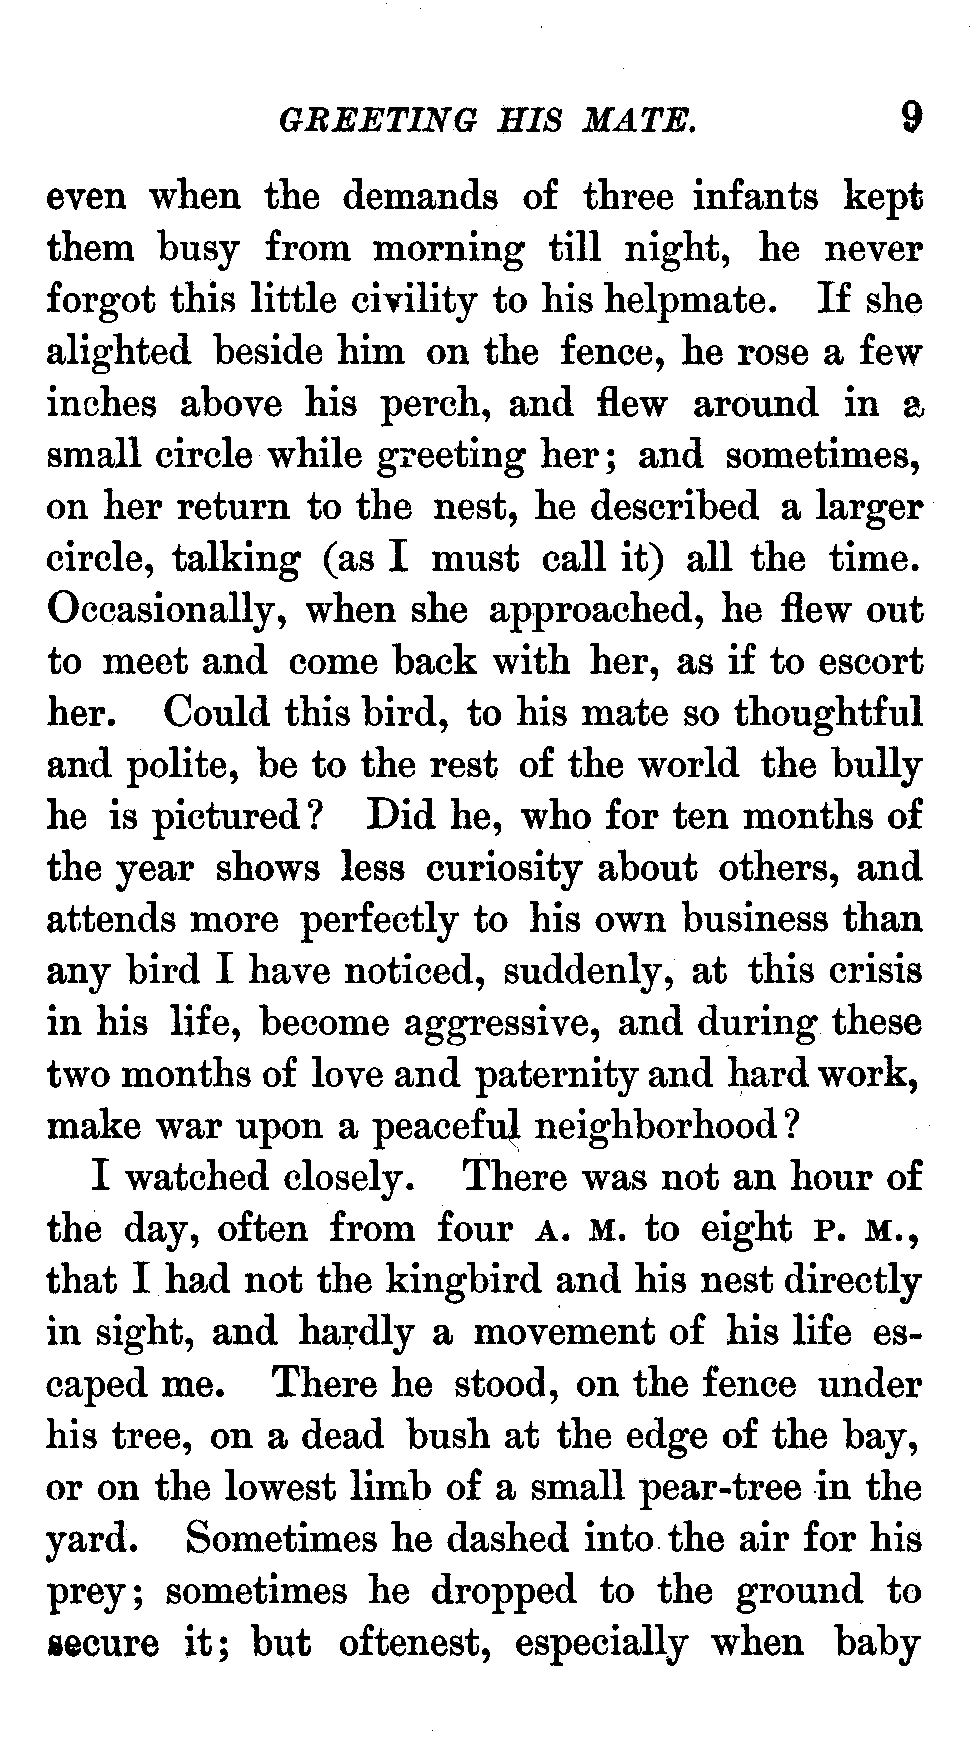 GREETING HIS MATE. 9
even when the demands of three infants kept
them busy from morning till night, he never
forgot this little civility to his helpmate. If she
alighted beside him on the fence, he rose a few
inches above his perch, and flew around in a
small circle while greeting her; and sometimes,
on her return to the nest, he described a larger
circle, talking (as I must call it) all the time.
Occasionally, when she approached, he flew out
to meet and come back with her, as if to escort
her. Could this bird, to his mate so thoughtful
and polite, be to the rest of the world the bully
he is pictured? Did he, who for ten months of
the year shows less curiosity about others, and
attends more perfectly to his own business than
any bird I have noticed, suddenly, at this crisis
in his life, become aggressive, and during these
two months of love and paternity and hard work,
make war upon a peaceful neighborhood?
I watched closely. There was not an hour of
the day, often from four A. M. to eight P. M.,
that I had not the kingbird and his nest directly
in sight, and hardly a movement of his life es-
caped me. There he stood, on the fence under
his tree, on a dead bush at the edge of the bay,
or on the lowest limb of a small pear-tree in the
yard. Sometimes he dashed into the air for his
prey; sometimes he dropped to the ground to
secure it; but oftenest, especially when baby